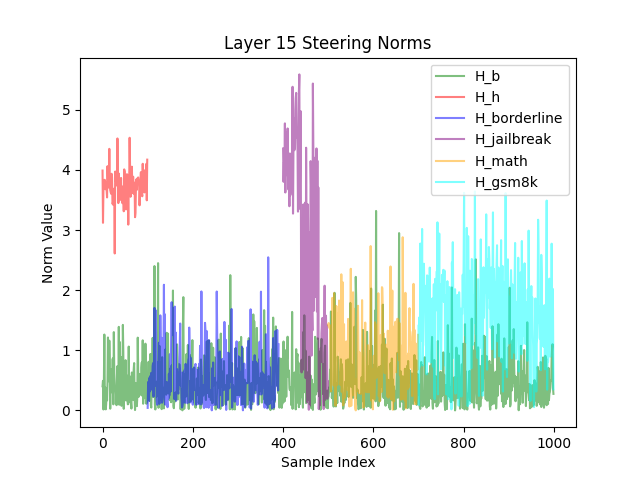 Layer 15 Steering Norms
H_b
H_h
H_borderline
H_jailbreak
H_math
H_gsm8k
Norm Value
5
4
3
2
1
0
0 200 400 600 800 1000
Sample Index